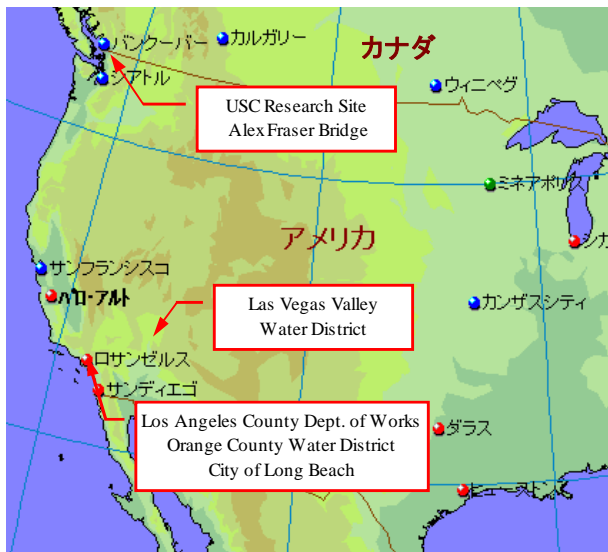 バンクーバー
カルガリー
カナダ
シアトル
ウィニペグ
USC Research Site
Alex Fraser Bridge
ミネアポリス
アメリカ
シカ
サンフランシスコ
パロ・アルト
Las Vegas Valley
Water District
カンザスシティ
ロサンゼルス
サンディエゴ
Los Angeles County Dept. of Works
Orange County Water District
City of Long Beach
ダラス
ヒューストン